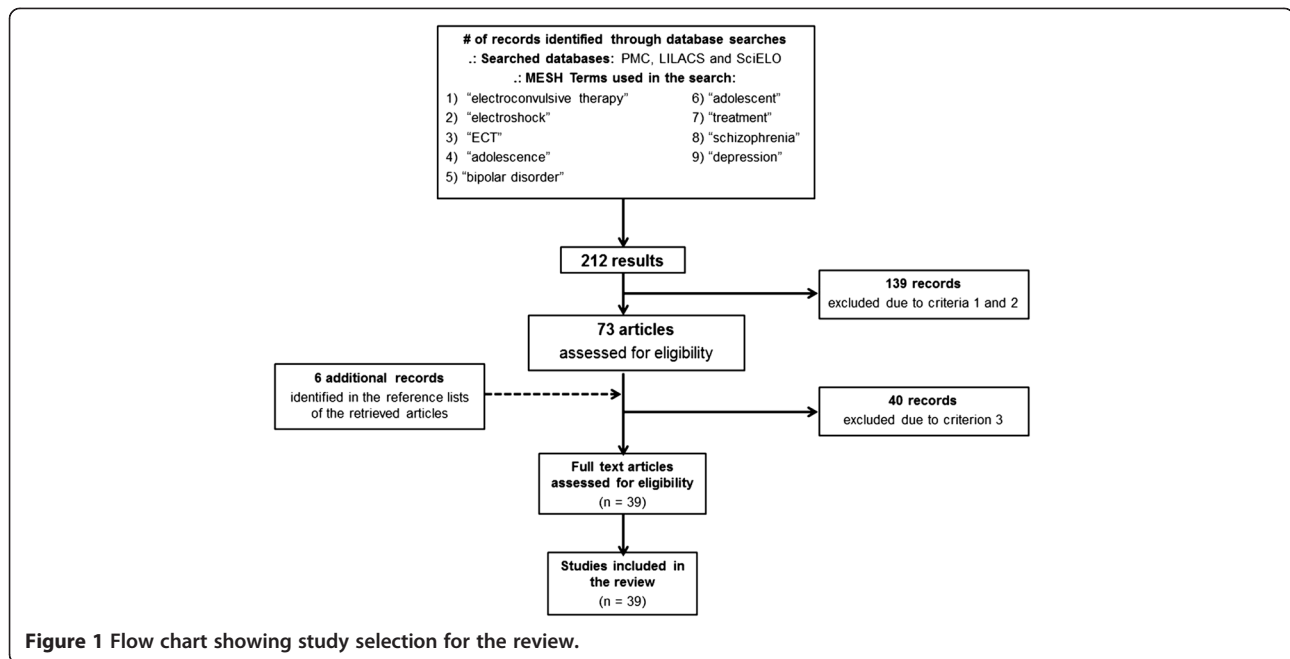 # of records identified through database searches
.: Searched databases: PMC, LILACS and SciELO
.: MESH Terms used in the search:
1) “electroconvulsive therapy”
2) “electroshock”
3) “ECT”
4) “adolescence”
5) “bipolar disorder”
6) “adolescent”
7) “treatment”
8) “schizophrenia”
9) “depression”
212 results
139 records
excluded due to criteria 1 and 2
73 articles
assessed for eligibility
6 additional records
identified in the reference lists
of the retrieved articles
40 records
excluded due to criterion 3
Full text articles
assessed for eligibility
(n = 39)
Studies included in
the review
(n = 39)
Figure 1 Flow chart showing study selection for the review.